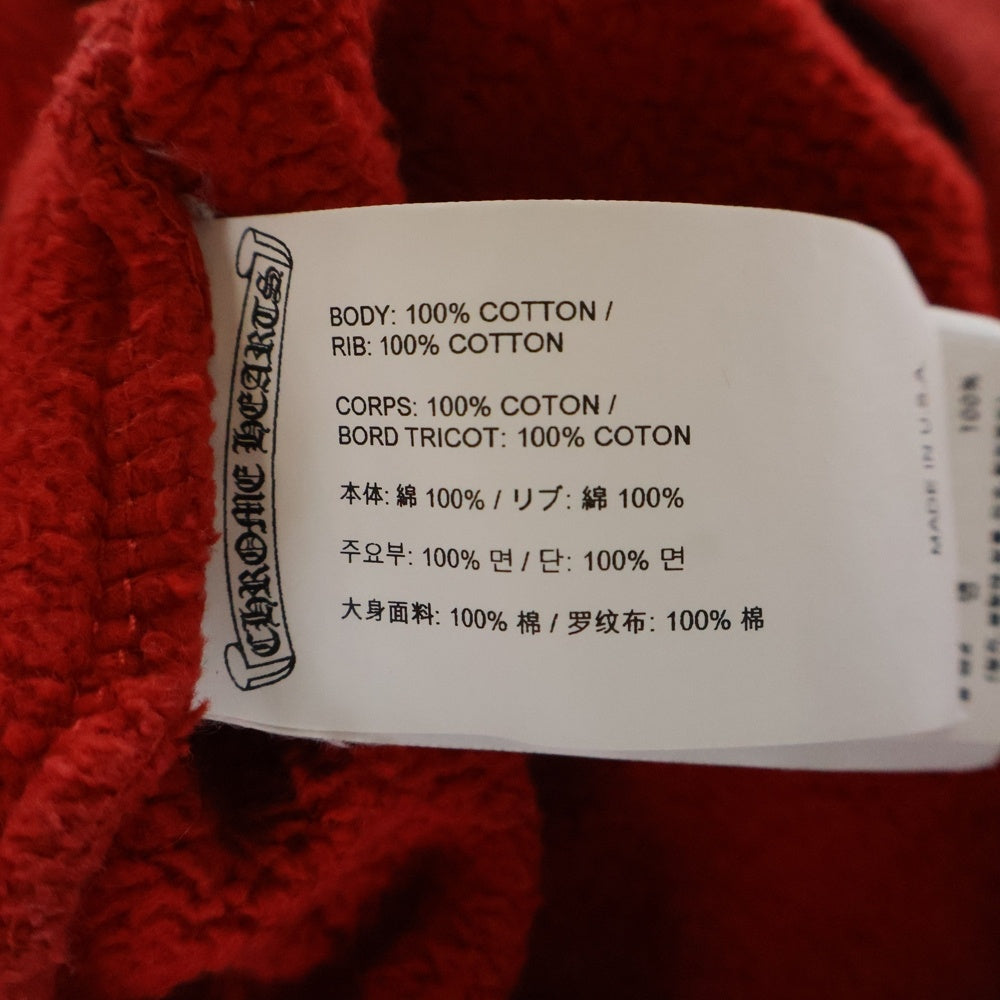 CHROME HEARTS
BODY: 100% COTTON /
RIB: 100% COTTON
CORPS: 100% COTON /
BORD TRICOT: 100% COTON
本体: 綿 100% / リブ: 綿 100%
주요부: 100% 면 / 단: 100% 면
大身面料: 100% 棉 / 罗纹布: 100% 棉
MADE IN U.S.A.
100%